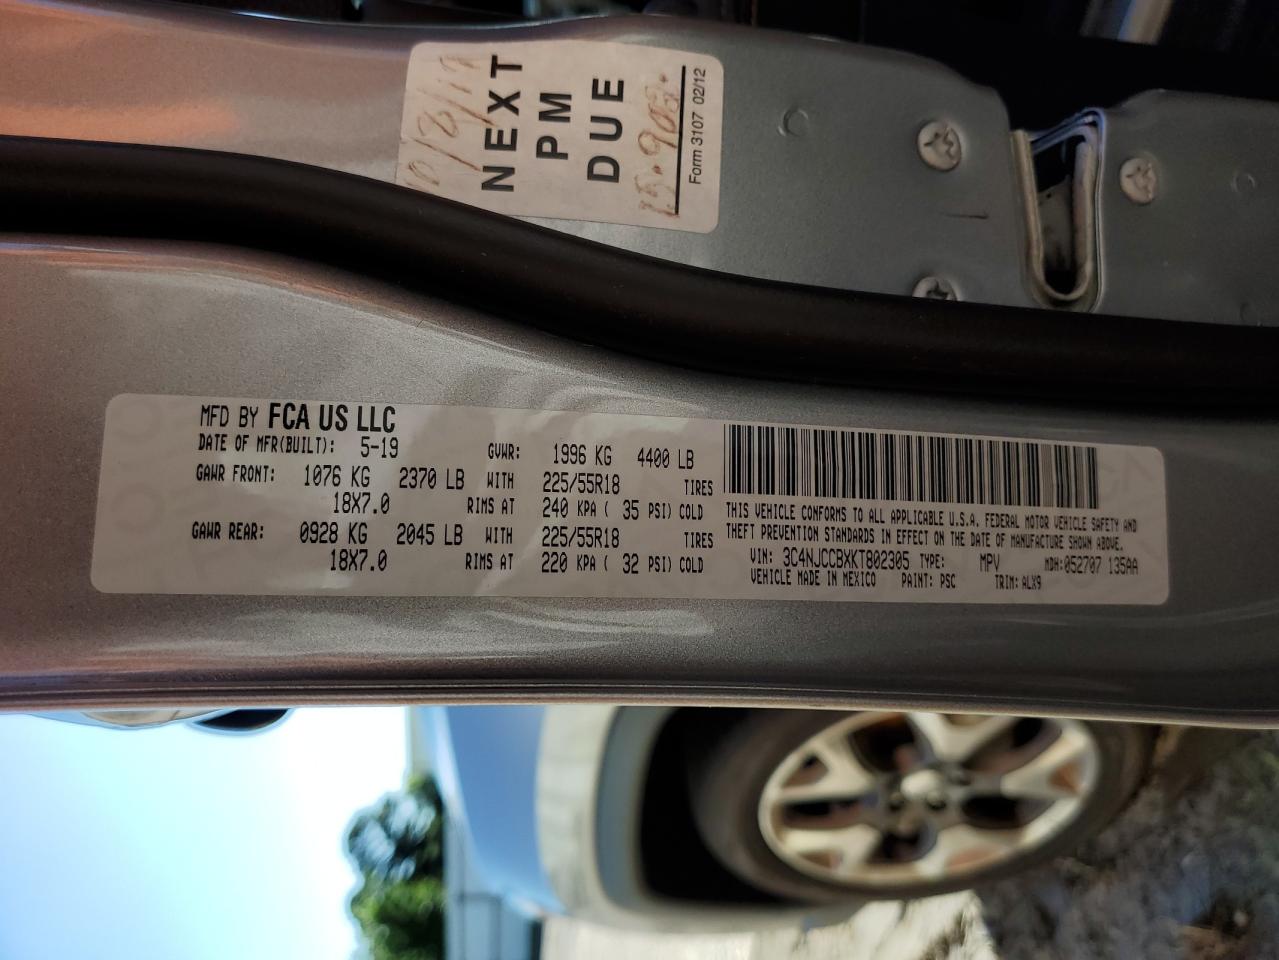 NEXT
PM
DUE
Form 3107 02/12
MFD BY FCA US LLC
DATE OF MFR(BUILT): 5-19 GVWR: 1996 KG 4400 LB
GAWR FRONT: 1076 KG 2370 LB WITH 225/55R18 TIRES
18X7.0 RIMS AT 240 KPA ( 35 PSI) COLD
GAWR REAR: 0928 KG 2045 LB WITH 225/55R18 TIRES
18X7.0 RIMS AT 220 KPA ( 32 PSI) COLD
THIS VEHICLE CONFORMS TO ALL APPLICABLE U.S.A. FEDERAL MOTOR VEHICLE SAFETY AND
THEFT PREVENTION STANDARDS IN EFFECT ON THE DATE OF MANUFACTURE SHOWN ABOVE.
VIN: 3C4NJCCBXKT802305 TYPE: MPV MDH:052707 135AA
VEHICLE MADE IN MEXICO PAINT: PSC TRIM: ALX9